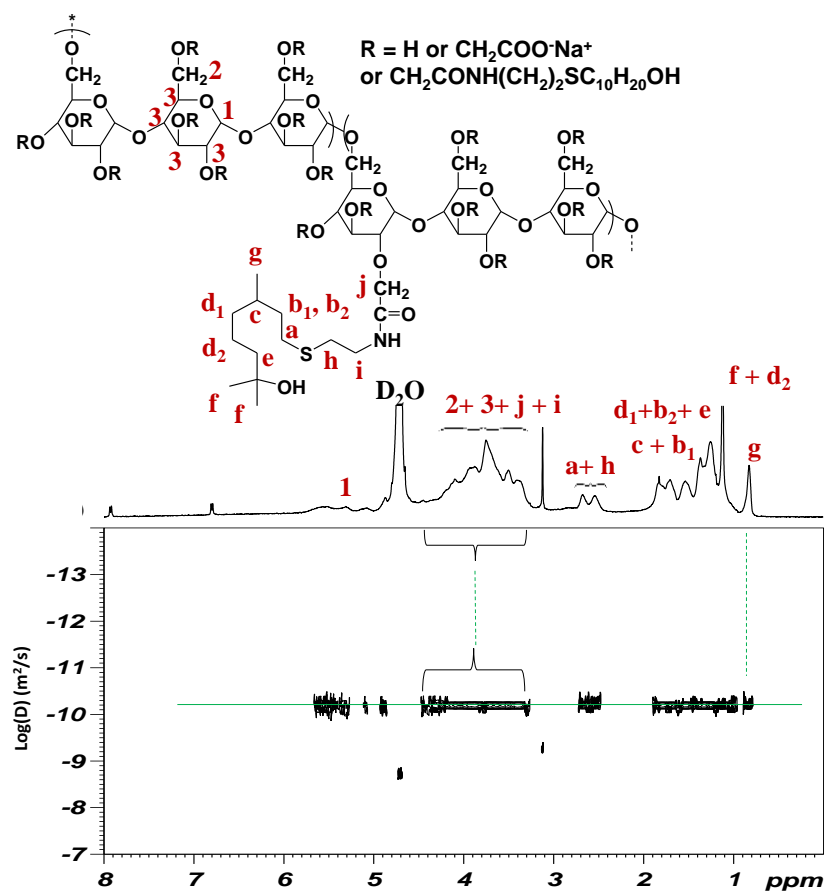 *
R = H or CH₂COO⁻Na⁺
or CH₂CONH(CH₂)₂SC₁₀H₂₀OH
OR OR OR
O CH₂ CH₂ 2 CH₂
3 O 1 O O
3 OR OR OR
RO O O O
3 3
OR OR OR
OR OR
CH₂ CH₂ CH₂
O O O
OR OR OR
RO O O O
O OR OR
g j CH₂
d₁ c b₁, b₂ C=O
a NH
d₂ S h i
e
f OH
f
D₂O
2+ 3+ j + i
f + d₂
d₁+b₂+ e
c + b₁
g
a+ h
1
-13
-12
-11
-10
-9
-8
-7
Log(D) (m²/s)
8 7 6 5 4 3 2 1 ppm